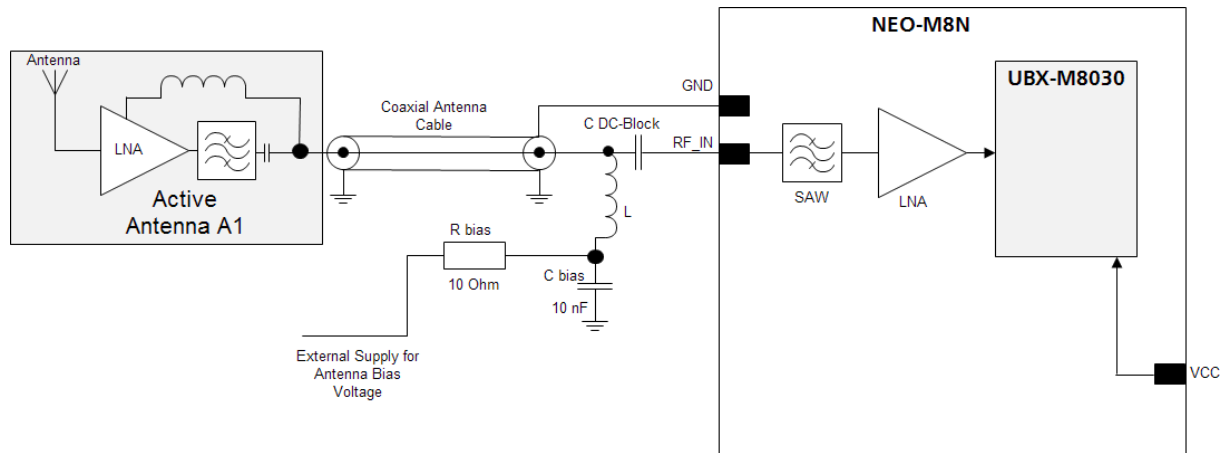 NEO-M8N
Antenna
UBX-M8030
GND
Coaxial Antenna
Cable
C DC-Block
RF_IN
LNA
Active
Antenna A1
SAW
LNA
L
R bias
10 Ohm
C bias
10 nF
External Supply for
Antenna Bias
Voltage
VCC